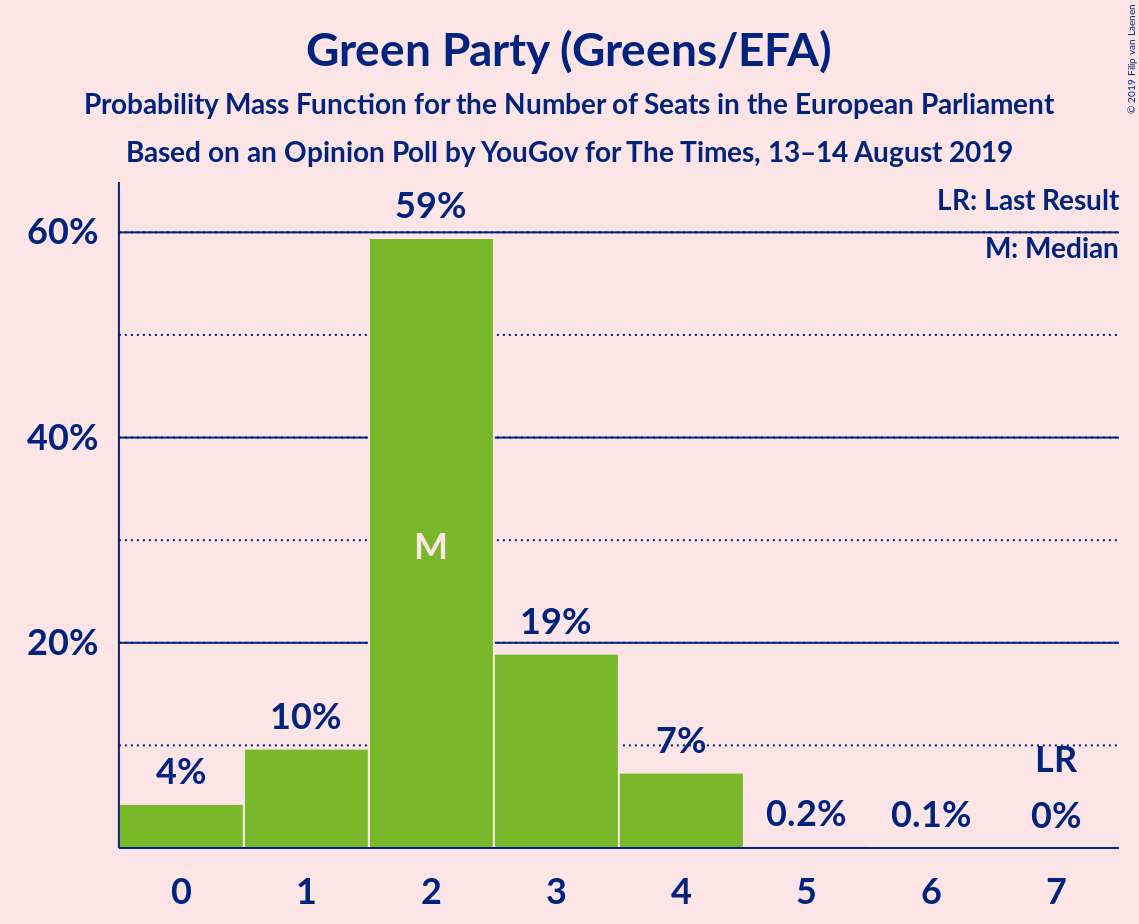 Green Party (Greens/EFA)
Probability Mass Function for the Number of Seats in the European Parliament
Based on an Opinion Poll by YouGov for The Times, 13–14 August 2019
© 2019 Filip van Laenen
LR: Last Result
M: Median
60%
40%
20%
4%
10%
59%
M
19%
7%
0.2%
0.1%
LR
0%
0 1 2 3 4 5 6 7